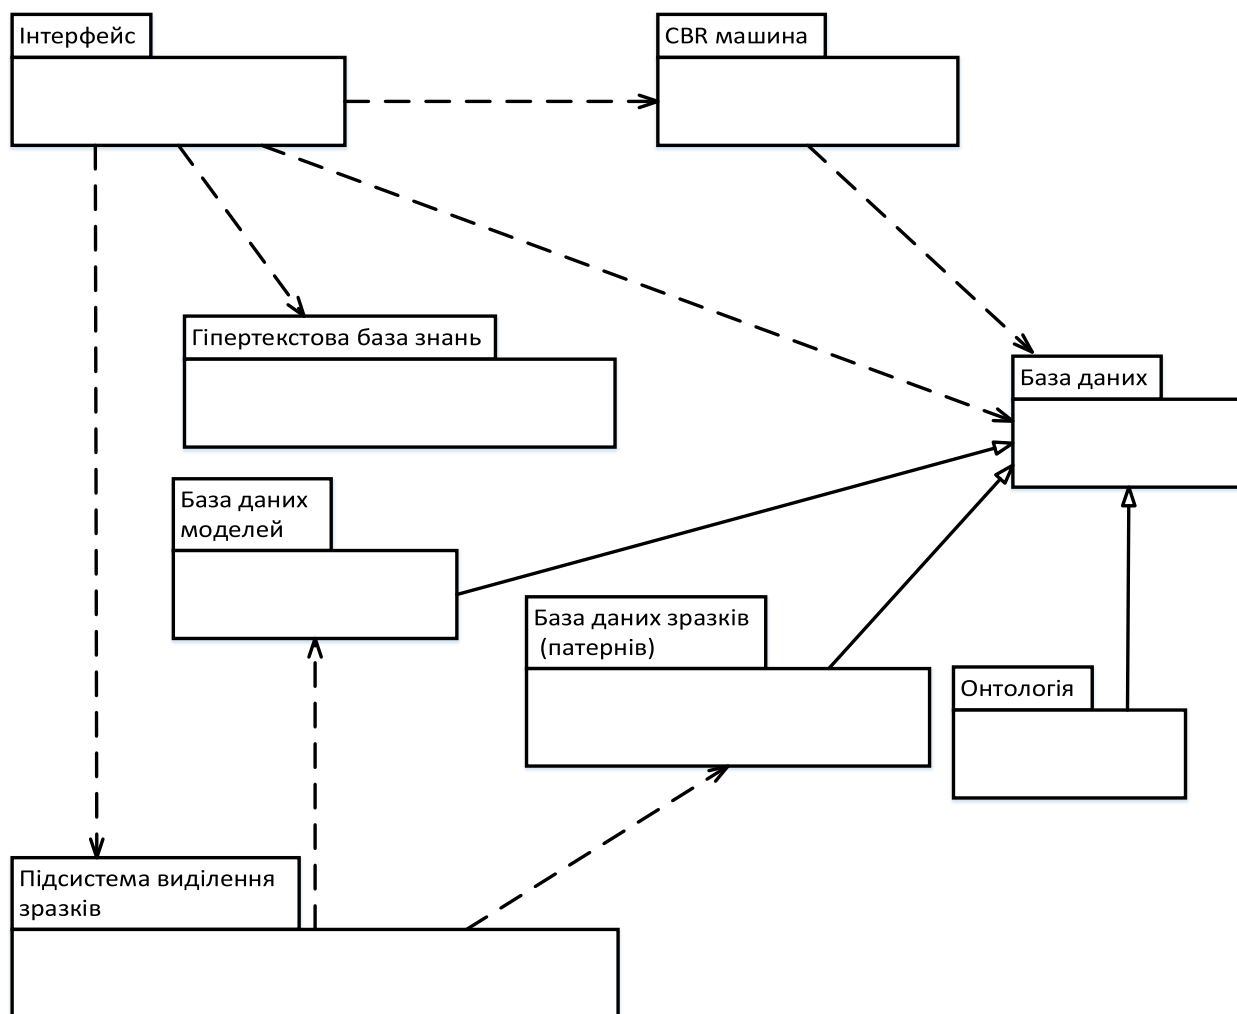 Інтерфейс
CBR машина
Гіпертекстова база знань
База даних
База даних
моделей
База даних зразків
(патернів)
Онтологія
Підсистема виділення
зразків